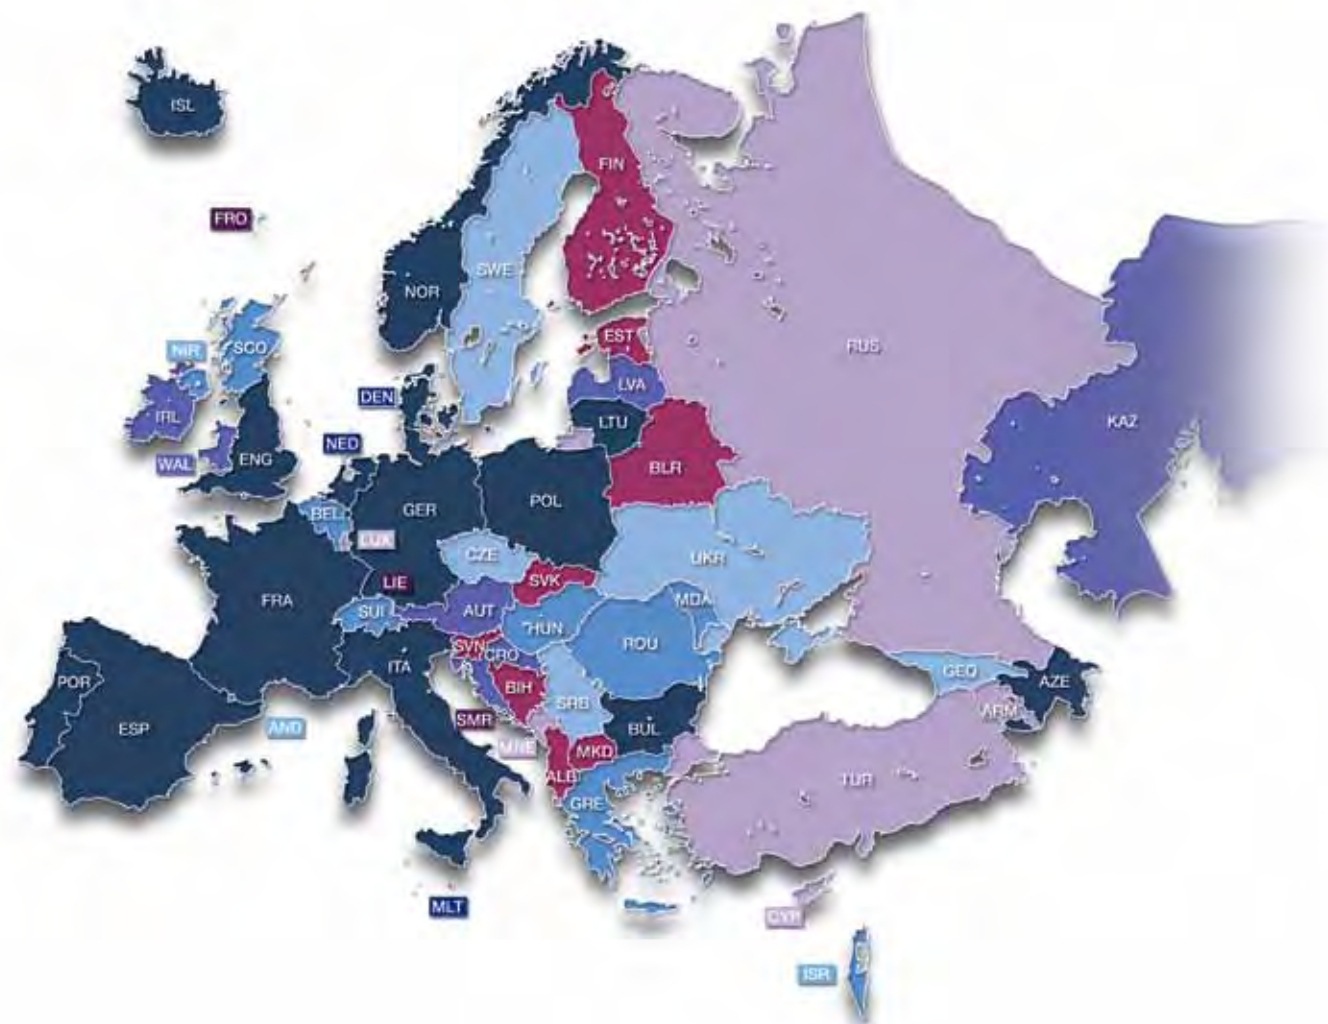 ISL
FRO
FIN
SWE
NOR
RUS
EST
NIR
SCO
LVA
DEN
IRL
LTU
KAZ
NED
WAL
ENG
BLR
POL
BEL
GER
LUX
CZE
UKR
LIE
SVK
FRA
SUI
AUT
MDA
HUN
ROU
SVN
CRO
ITA
GEO
POR
BIH
AZE
SRB
ARM
SMR
AND
ESP
BUL
MNE
MKD
ALB
TUR
GRE
MLT
CYP
ISR